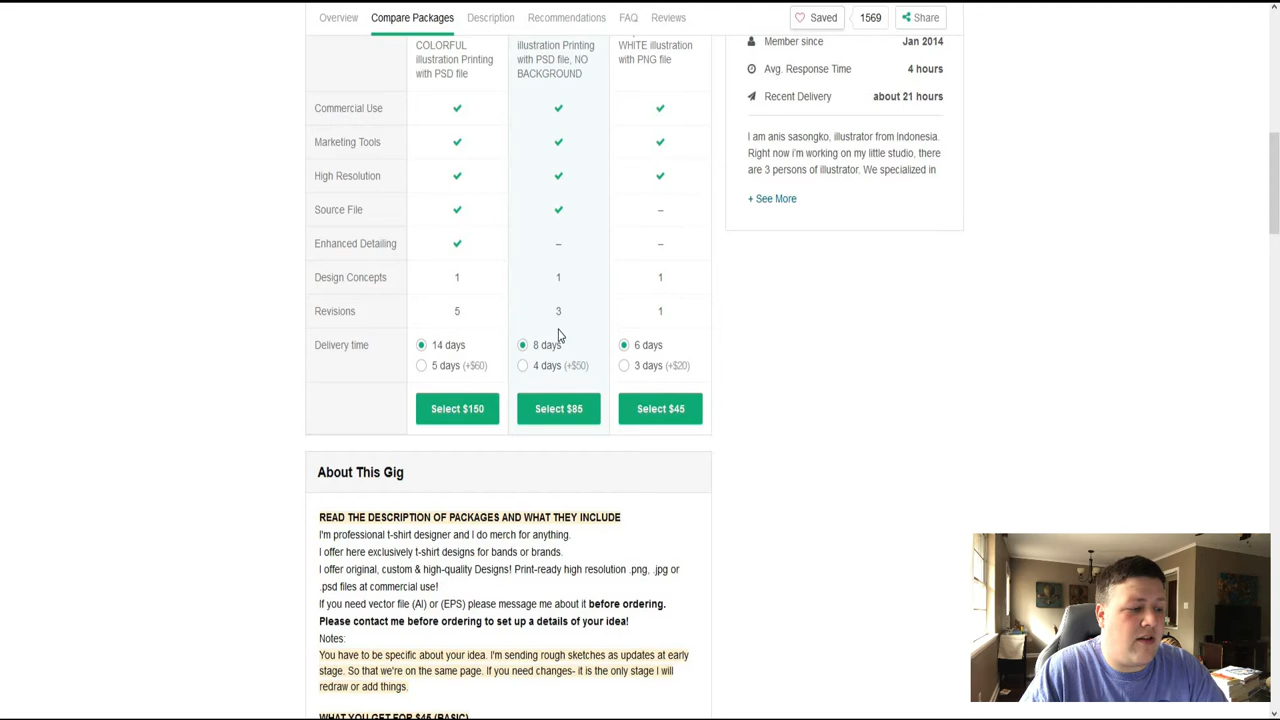 Overview Compare Packages Description Recommendations FAQ Reviews Saved 1569 Share
COLORFUL
illustration Printing
with PSD file
illustration Printing
with PSD file, NO
BACKGROUND
WHITE illustration
with PNG file
Commercial Use
Marketing Tools
High Resolution
Source File –
Enhanced Detailing – –
Design Concepts 1 1 1
Revisions 5 3 1
Delivery time 14 days 8 days 6 days
5 days (+$60) 4 days (+$50) 3 days (+$20)
Select $150 Select $85 Select $45
Member since Jan 2014
Avg. Response Time 4 hours
Recent Delivery about 21 hours
I am anis sasongko, illustrator from Indonesia.
Right now i'm working on my little studio, there
are 3 persons of illustrator. We specialized in
+ See More
About This Gig
READ THE DESCRIPTION OF PACKAGES AND WHAT THEY INCLUDE
I'm professional t-shirt designer and I do merch for anything.
I offer here exclusively t-shirt designs for bands or brands.
I offer original, custom & high-quality Designs! Print-ready high resolution .png, .jpg or
.psd files at commercial use!
If you need vector file (AI) or (EPS) please message me about it before ordering.
Please contact me before ordering to set up a details of your idea!
Notes:
You have to be specific about your idea. I'm sending rough sketches as updates at early
stage. So that we're on the same page. If you need changes- it is the only stage I will
redraw or add things.
WHAT YOU GET FOR $45 (BASIC)